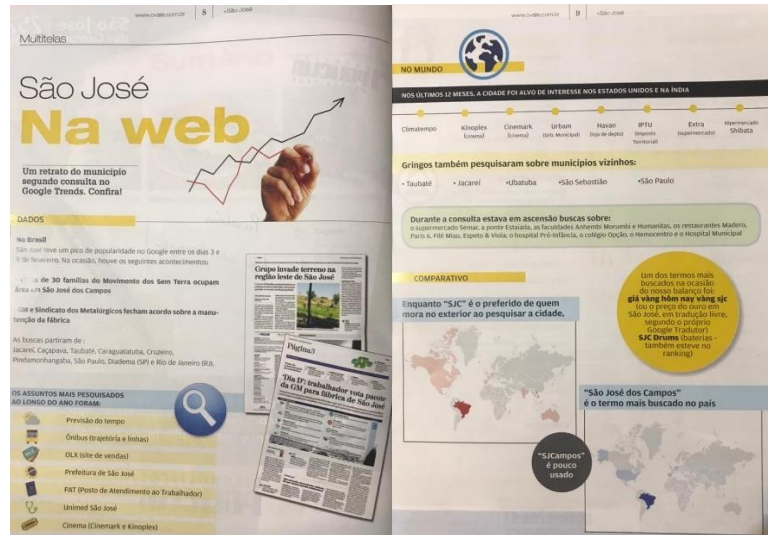 www.ovale.com.br 8 +São José
Multitelas
São José
Na web
Um retrato do município
segundo consulta no
Google Trends. Confira!
DADOS
No Brasil
São José teve um pico de popularidade no Google entre os dias 3 e
9 de fevereiro. Na ocasião, houve os seguintes acontecimentos
de 30 famílias do Movimento dos Sem Terra ocupam
área em São José dos Campos
GM e Sindicato dos Metalúrgicos fecham acordo sobre a manu-
tenção da fábrica
As buscas partiram de :
Jacareí, Caçapava, Taubaté, Caraguatatuba, Cruzeiro,
Pindamonhangaba, São Paulo, Diadema (SP) e Rio de Janeiro (RJ).
Grupo invade terreno na
região leste de São José
Página3
'Dia D': trabalhador vota pacote
da GM para fábrica de São José
OS ASSUNTOS MAIS PESQUISADOS
AO LONGO DO ANO FORAM:
Previsão do tempo
Ônibus (trajetória e linhas)
OLX (site de vendas)
Prefeitura de São José
PAT (Posto de Atendimento ao Trabalhador)
Unimed São José
Cinema (Cinemark e Kinoplex)
www.ovale.com.br 9 +São José
NO MUNDO
NOS ÚLTIMOS 12 MESES, A CIDADE FOI ALVO DE INTERESSE NOS ESTADOS UNIDOS E NA ÍNDIA
Climatempo
Kinoplex
(cinema)
Cinemark
(cinema)
Urbam
(Urb. Municipal)
Havan
(loja de depto)
IPTU
(Imposto
Territorial)
Extra
(supermercado)
Hipermercado
Shibata
Gringos também pesquisaram sobre municípios vizinhos:
• Taubaté • Jacareí •Ubatuba •São Sebastião •São Paulo
Durante a consulta estava em ascensão buscas sobre:
o supermercado Semar, a ponte Estaiada, as faculdades Anhembi Morumbi e Humanitas, os restaurantes Madero,
Paris 6, Filé Miau, Espeto & Viola; o hospital Pró-Infância, o colégio Opção, o Hemocentro e o Hospital Municipal
COMPARATIVO
Enquanto "SJC" é o preferido de quem
mora no exterior ao pesquisar a cidade,
Um dos termos mais
buscados na ocasião
do nosso balanço foi:
giá vàng hôm nay vàng sjc
(ou o preço do ouro em
São José, em tradução livre,
segundo o próprio
Google Tradutor)
SJC Drums (baterias -
também esteve no
ranking)
"São José dos Campos"
é o termo mais buscado no país
"SJCampos"
é pouco
usado